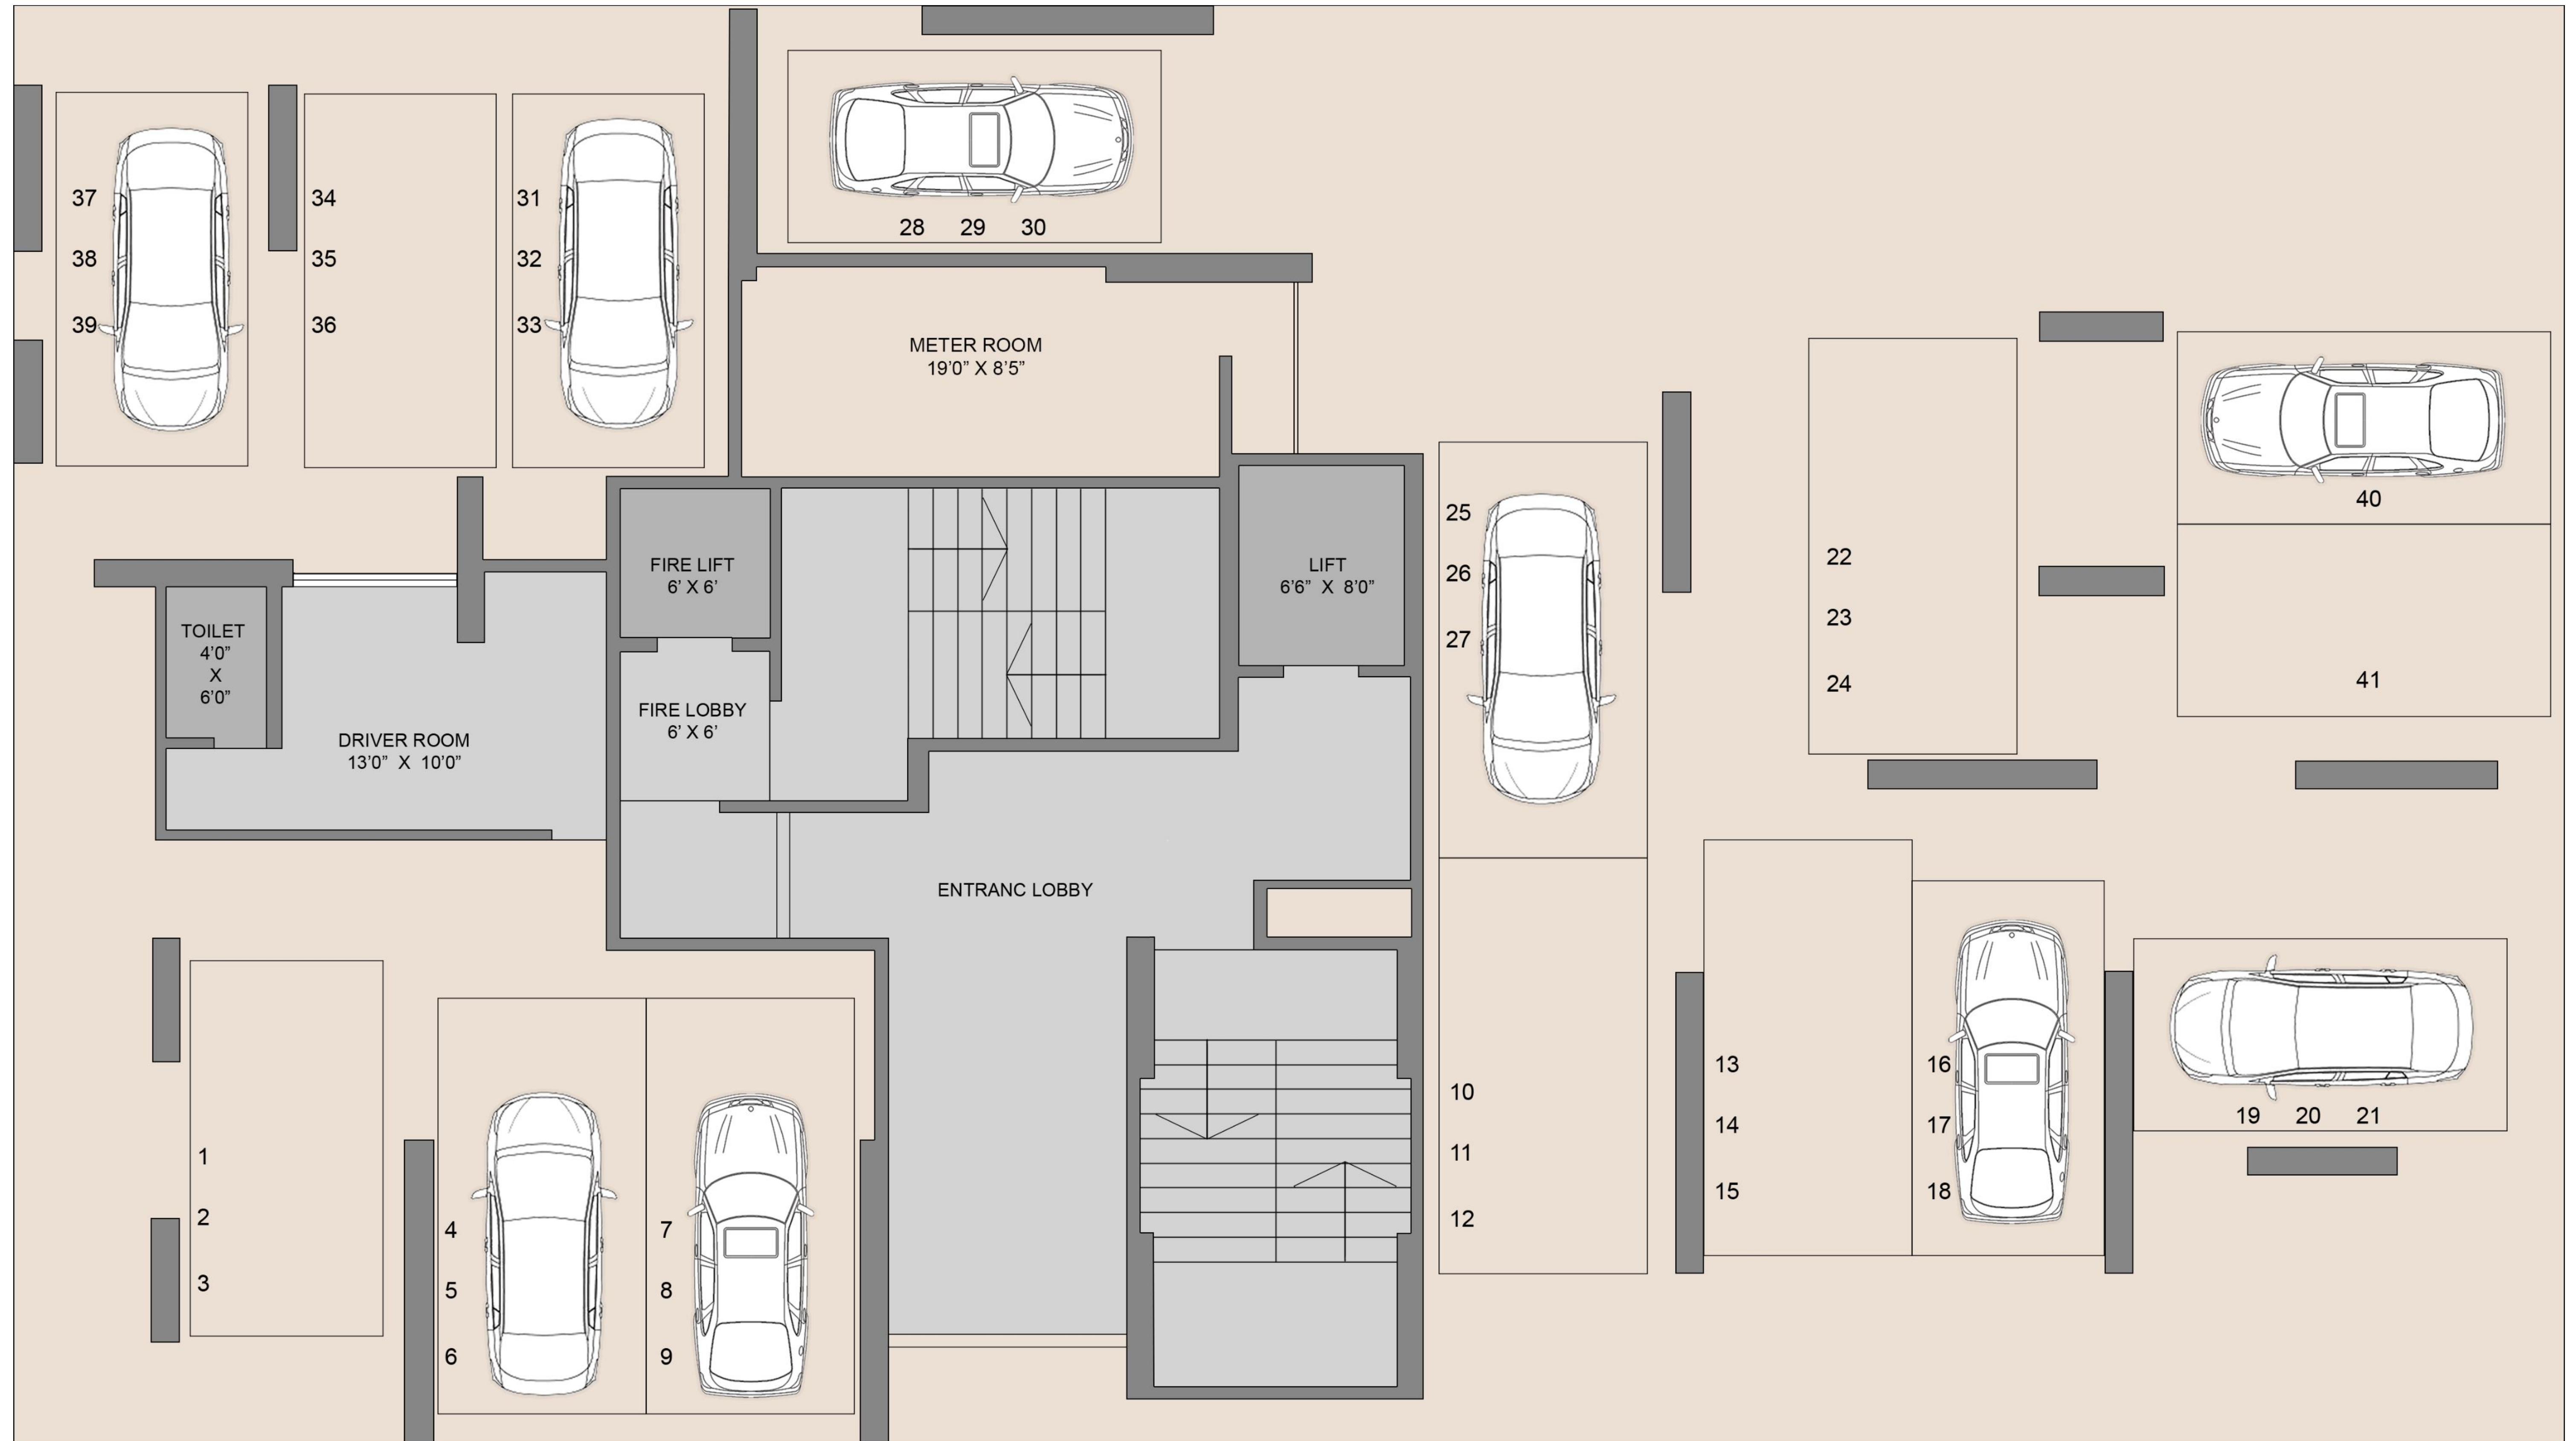 28 29 30
37
38
39
34
35
36
31
32
33
METER ROOM
19'0” X 8'5”
40
41
22
23
24
25
26
27
FIRE LIFT
6' X 6'
LIFT
6'6” X 8'0”
TOILET
4'0”
X
6'0”
FIRE LOBBY
6' X 6'
DRIVER ROOM
13'0” X 10'0”
ENTRANC LOBBY
1
2
3
4
5
6
7
8
9
10
11
12
13
14
15
16
17
18
19 20 21